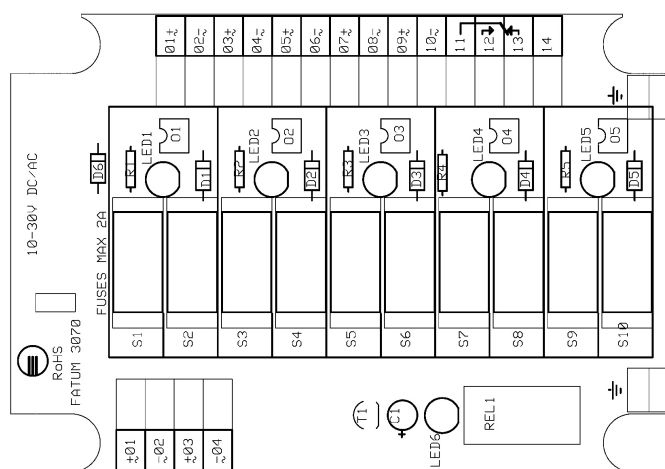 01± 02∓ 03± 04∓ 05± 06∓ 07± 08∓ 09± 10∓ 11 12 13 14
LED1 O1
LED2 O2
LED3 O3
LED4 O4
LED5 O5
D6 R1 D1 R2 D2 R3 D3 R4 D4 R5 D5
10-30V DC/AC
FUSES MAX 2A
S1 S2 S3 S4 S5 S6 S7 S8 S9 S10
RoHS
FATUM 3070
T1 C1 + LED6 REL1
+01 -02 +03 -04